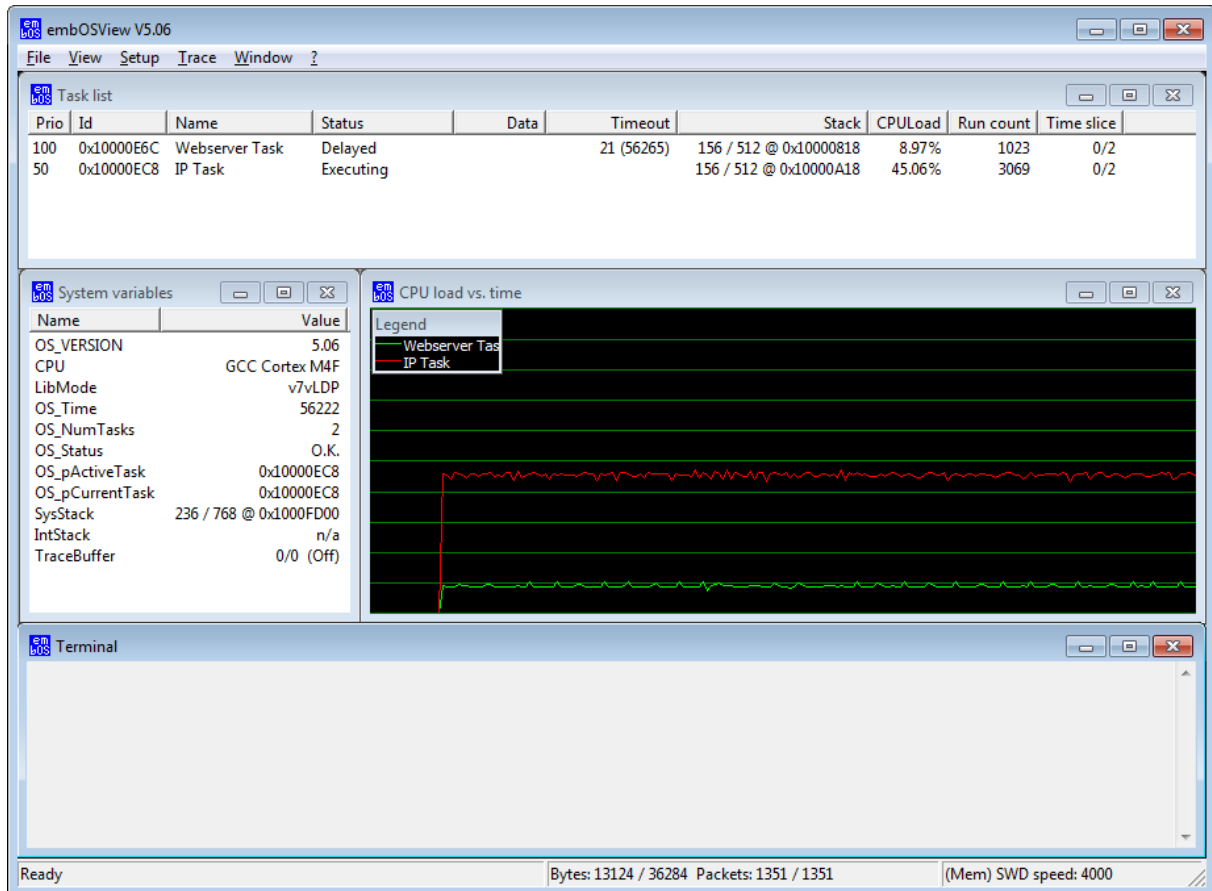 embOSView V5.06
File View Setup Trace Window ?
Task list
Prio Id Name Status Data Timeout Stack CPULoad Run count Time slice
100 0x10000E6C Webserver Task Delayed 21 (56265) 156 / 512 @ 0x10000818 8.97% 1023 0/2
50 0x10000EC8 IP Task Executing 156 / 512 @ 0x10000A18 45.06% 3069 0/2
System variables
Name Value
OS_VERSION 5.06
CPU GCC Cortex M4F
LibMode v7vLDP
OS_Time 56222
OS_NumTasks 2
OS_Status O.K.
OS_pActiveTask 0x10000EC8
OS_pCurrentTask 0x10000EC8
SysStack 236 / 768 @ 0x1000FD00
IntStack n/a
TraceBuffer 0/0 (Off)
CPU load vs. time
Legend
Webserver Tas
IP Task
Terminal
Ready Bytes: 13124 / 36284 Packets: 1351 / 1351 (Mem) SWD speed: 4000